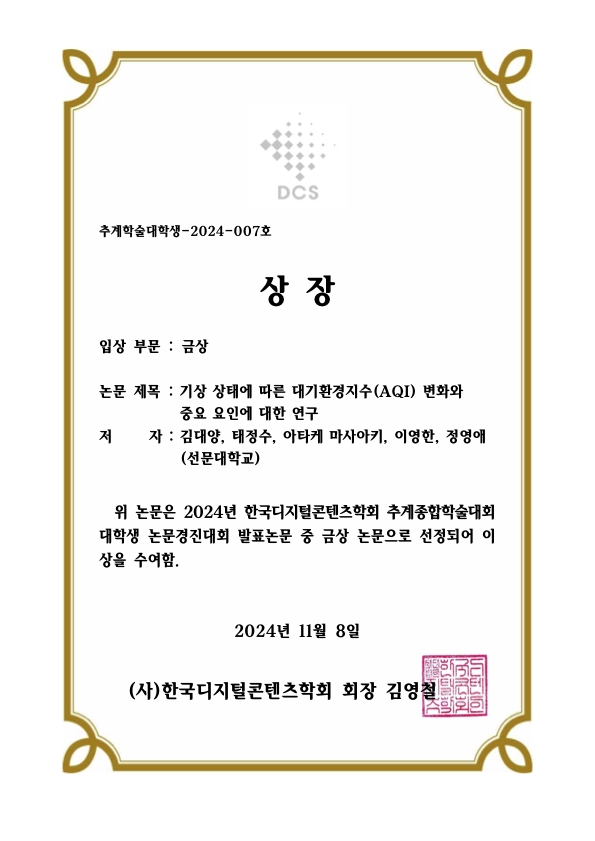 DCS
추계학술대학생-2024-007호
상 장
입상 부문 : 금상
논문 제목 : 기상 상태에 따른 대기환경지수(AQI) 변화와
중요 요인에 대한 연구
저 자 : 김대양, 태정수, 아타케 마사아키, 이영한, 정영애
(선문대학교)
위 논문은 2024년 한국디지털콘텐츠학회 추계종합학술대회
대학생 논문경진대회 발표논문 중 금상 논문으로 선정되어 이
상을 수여함.
2024년 11월 8일
(사)한국디지털콘텐츠학회 회장 김영철